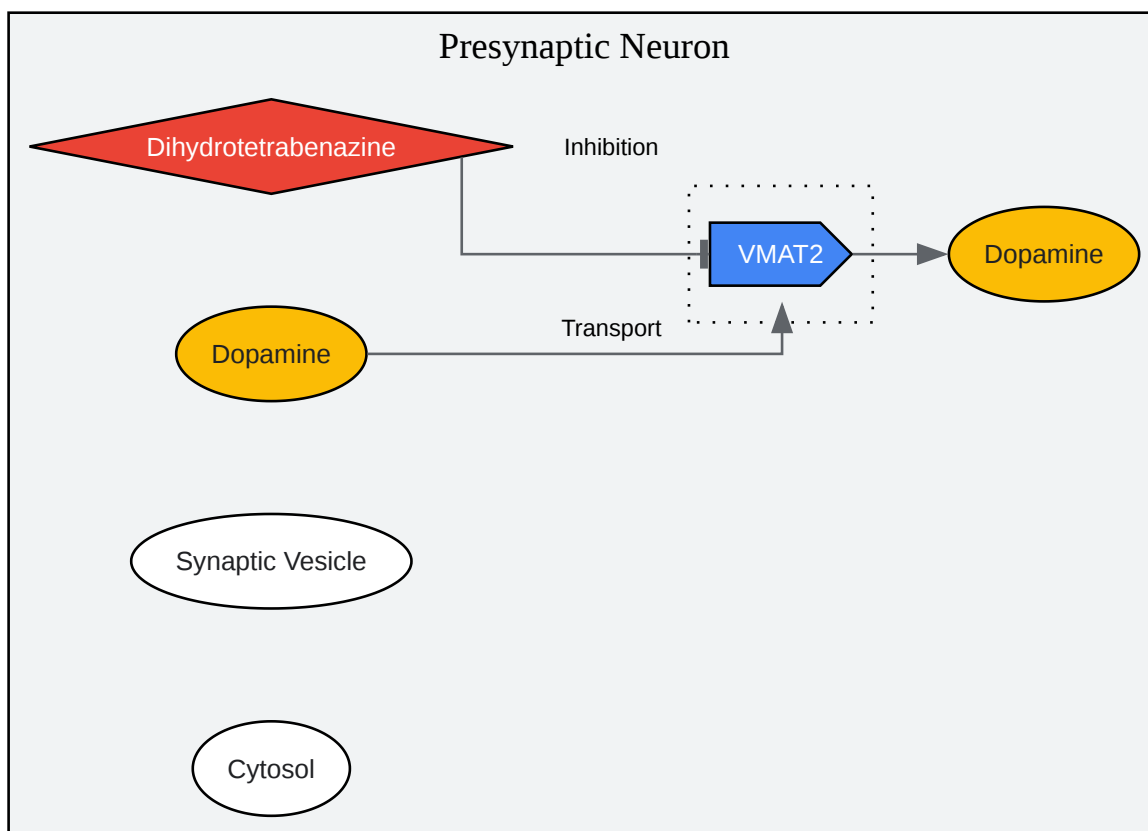 Presynaptic Neuron
Dihydrotetrabenazine
Inhibition
VMAT2
Dopamine
Transport
Dopamine
Synaptic Vesicle
Cytosol